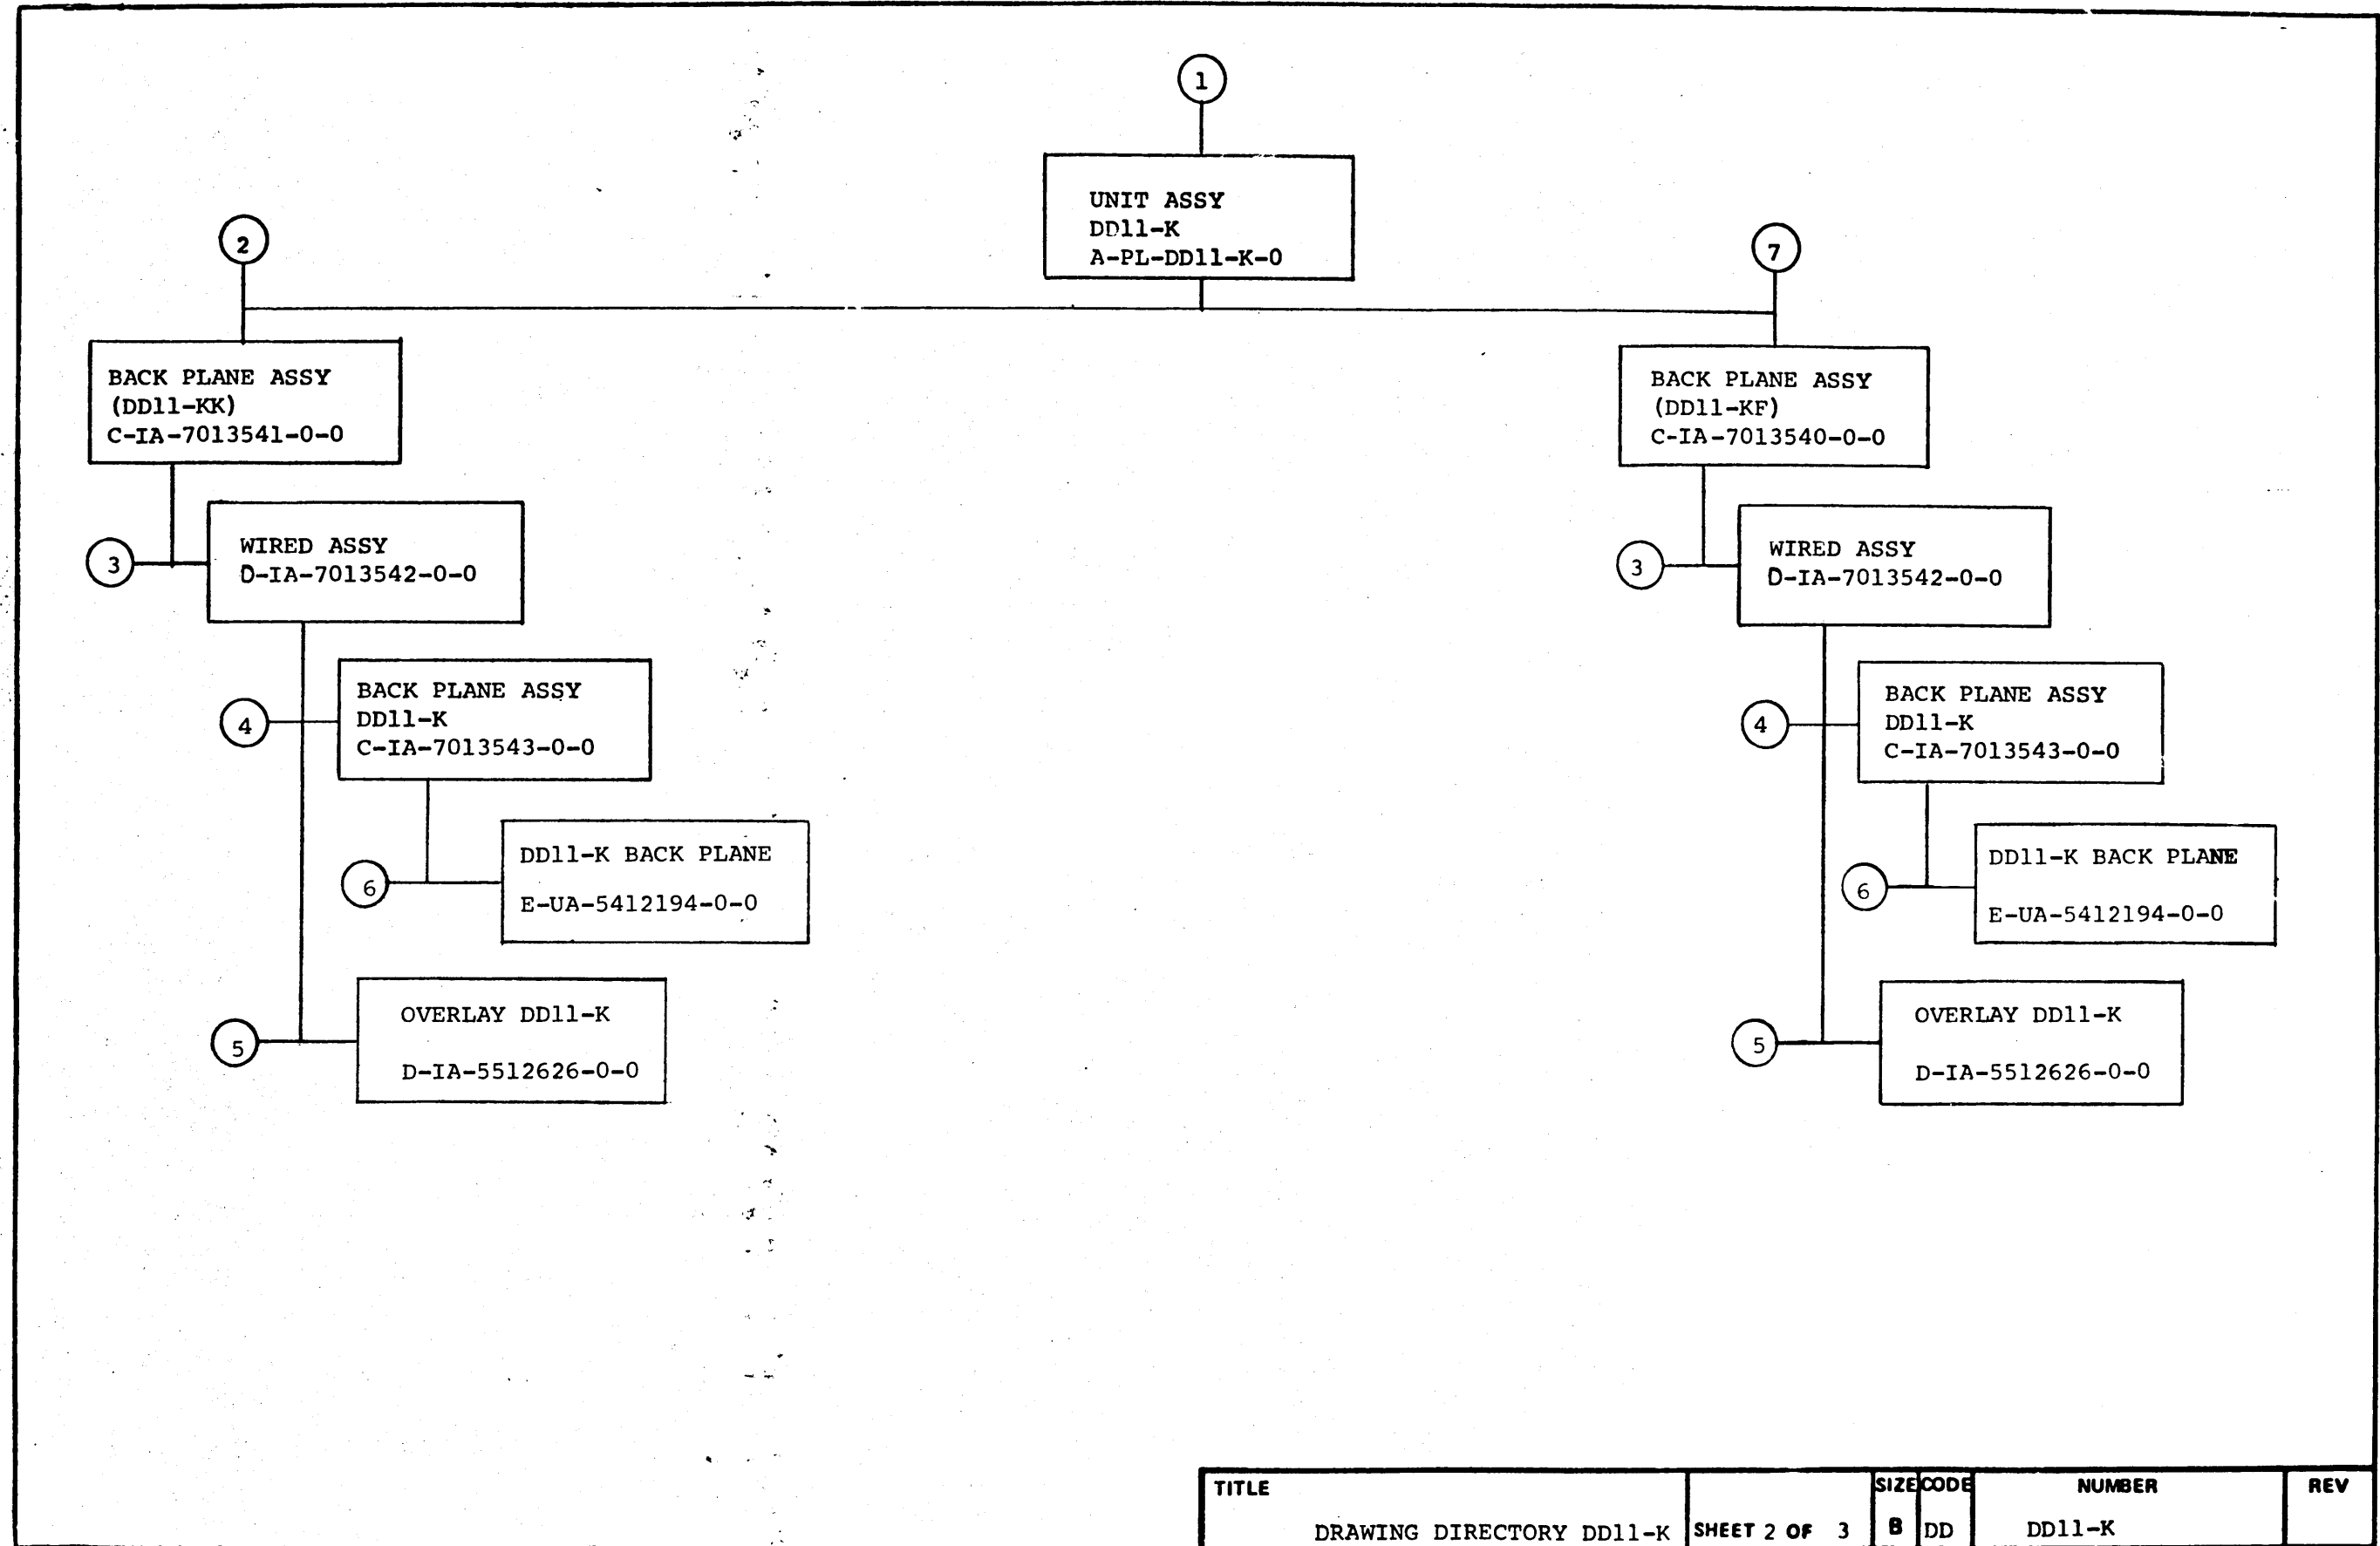 1
UNIT ASSY
DD11-K
A-PL-DD11-K-0
2
7
BACK PLANE ASSY
(DD11-KK)
C-IA-7013541-0-0
BACK PLANE ASSY
(DD11-KF)
C-IA-7013540-0-0
3
WIRED ASSY
D-IA-7013542-0-0
3
WIRED ASSY
D-IA-7013542-0-0
4
BACK PLANE ASSY
DD11-K
C-IA-7013543-0-0
4
BACK PLANE ASSY
DD11-K
C-IA-7013543-0-0
6
DD11-K BACK PLANE
E-UA-5412194-0-0
6
DD11-K BACK PLANE
E-UA-5412194-0-0
5
OVERLAY DD11-K
D-IA-5512626-0-0
5
OVERLAY DD11-K
D-IA-5512626-0-0
TITLE
DRAWING DIRECTORY DD11-K
SHEET 2 OF 3
SIZE
B
CODE
DD
NUMBER
DD11-K
REV